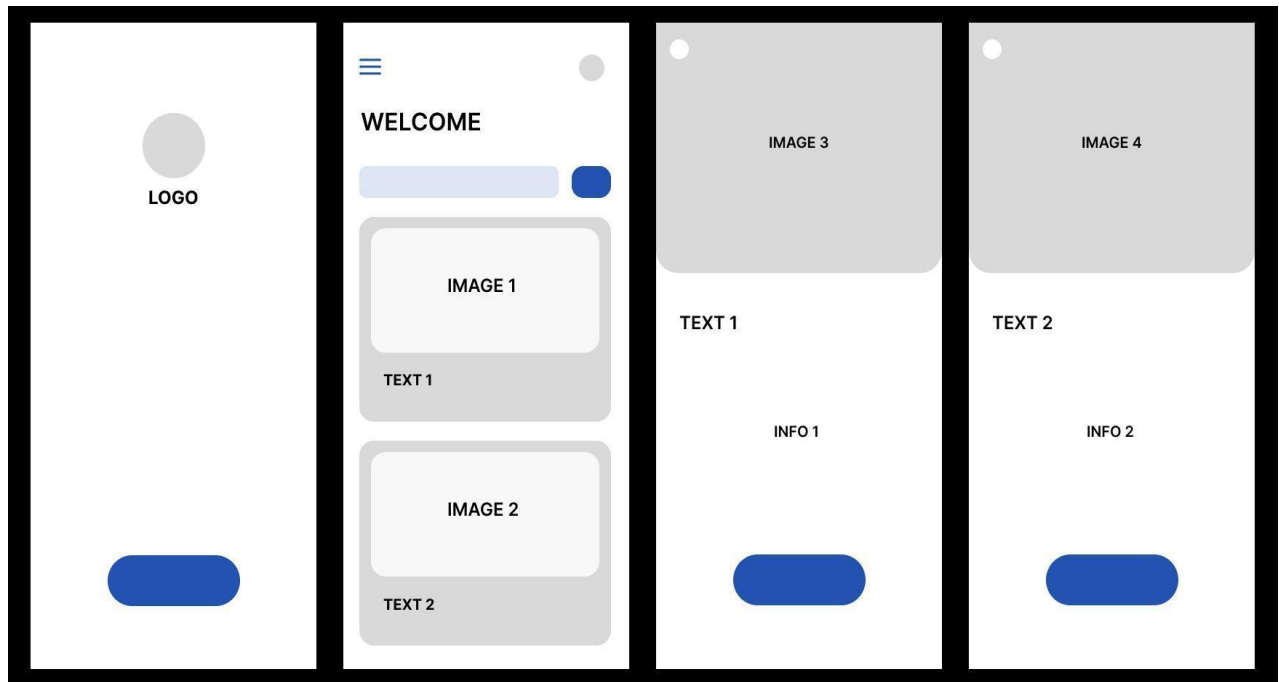 LOGO
WELCOME
IMAGE 1
TEXT 1
IMAGE 2
TEXT 2
IMAGE 3
TEXT 1
INFO 1
IMAGE 4
TEXT 2
INFO 2